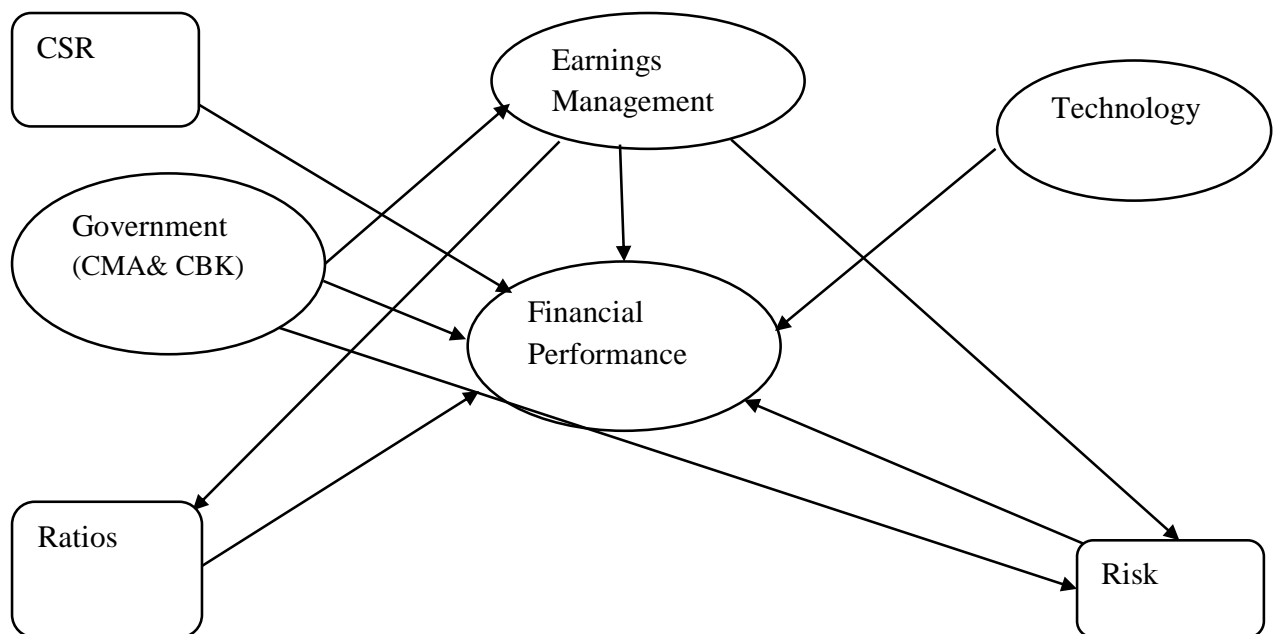 CSR
Earnings
Management
Technology
Government
(CMA& CBK)
Financial
Performance
Ratios
Risk